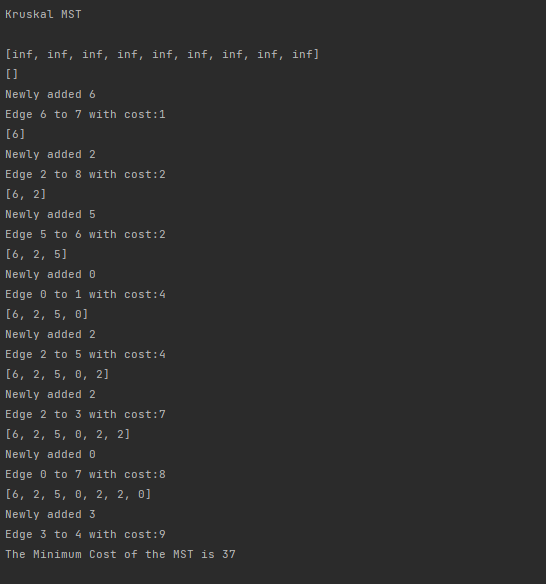 Kruskal MST
[inf, inf, inf, inf, inf, inf, inf, inf, inf]
[]
Newly added 6
Edge 6 to 7 with cost:1
[6]
Newly added 2
Edge 2 to 8 with cost:2
[6, 2]
Newly added 5
Edge 5 to 6 with cost:2
[6, 2, 5]
Newly added 0
Edge 0 to 1 with cost:4
[6, 2, 5, 0]
Newly added 2
Edge 2 to 5 with cost:4
[6, 2, 5, 0, 2]
Newly added 2
Edge 2 to 3 with cost:7
[6, 2, 5, 0, 2, 2]
Newly added 0
Edge 0 to 7 with cost:8
[6, 2, 5, 0, 2, 2, 0]
Newly added 3
Edge 3 to 4 with cost:9
The Minimum Cost of the MST is 37